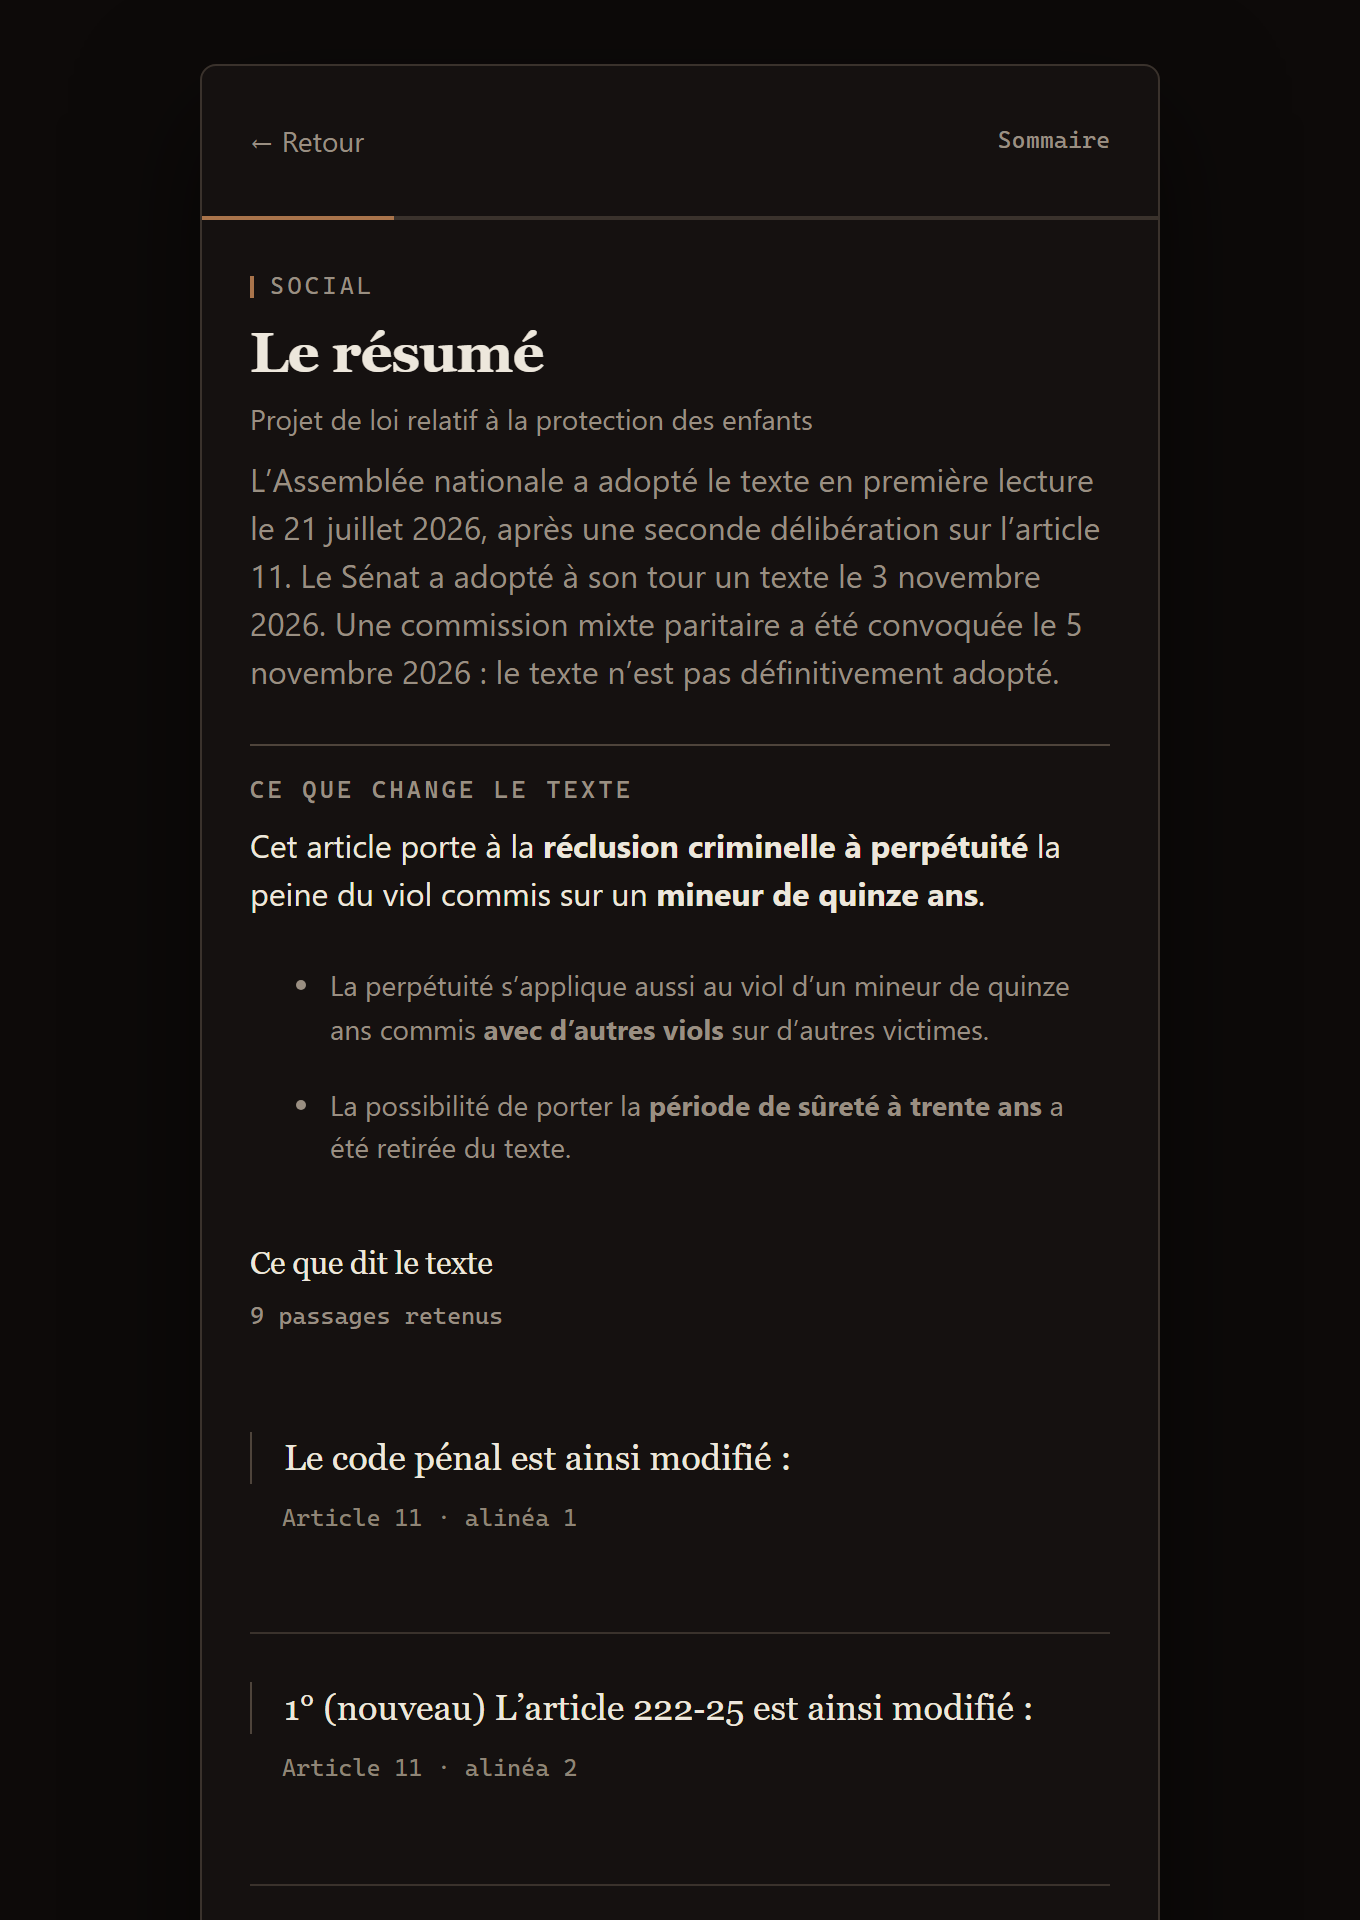 ← Retour
Sommaire
SOCIAL
Le résumé
Projet de loi relatif à la protection des enfants
L’Assemblée nationale a adopté le texte en première lecture
le 21 juillet 2026, après une seconde délibération sur l’article
11. Le Sénat a adopté à son tour un texte le 3 novembre
2026. Une commission mixte paritaire a été convoquée le 5
novembre 2026 : le texte n’est pas définitivement adopté.
CE QUE CHANGE LE TEXTE
Cet article porte à la réclusion criminelle à perpétuité la
peine du viol commis sur un mineur de quinze ans.
• La perpétuité s’applique aussi au viol d’un mineur de quinze
ans commis avec d’autres viols sur d’autres victimes.
• La possibilité de porter la période de sûreté à trente ans a
été retirée du texte.
Ce que dit le texte
9 passages retenus
Le code pénal est ainsi modifié :
Article 11 · alinéa 1
1° (nouveau) L’article 222-25 est ainsi modifié :
Article 11 · alinéa 2